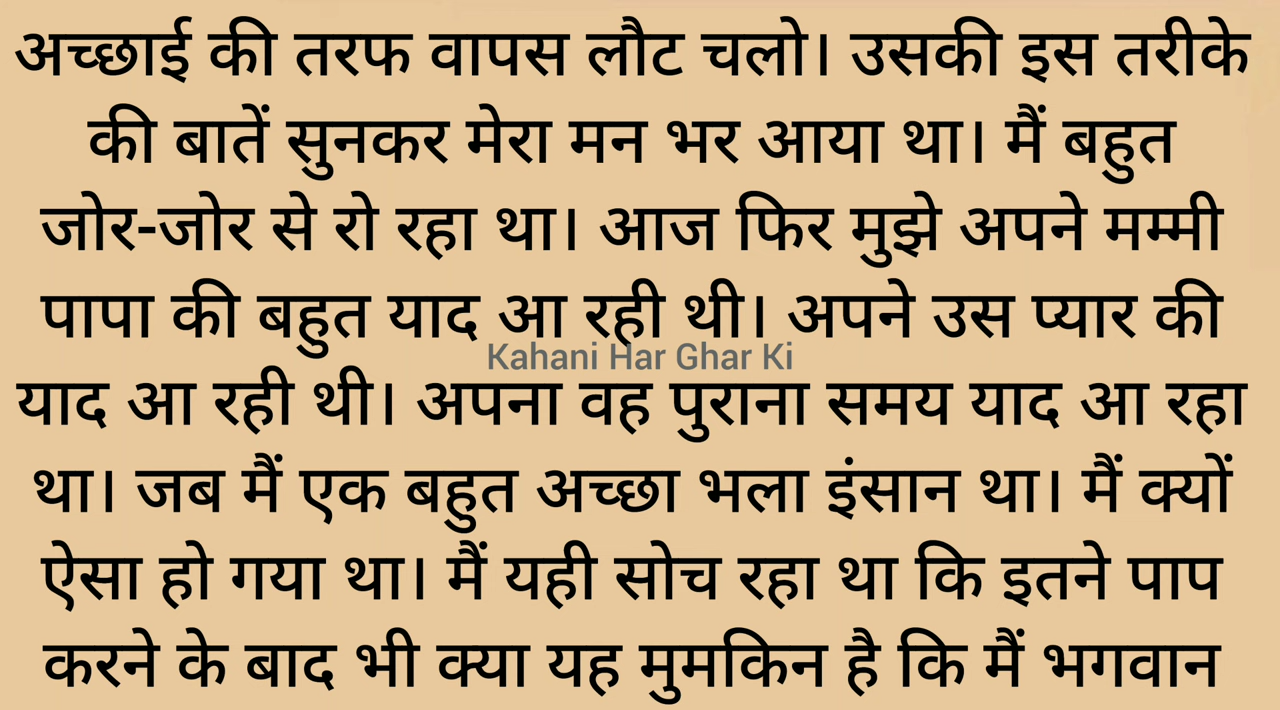 अच्छाई की तरफ वापस लौट चलो। उसकी इस तरीके
की बातें सुनकर मेरा मन भर आया था। मैं बहुत
जोर-जोर से रो रहा था। आज फिर मुझे अपने मम्मी
पापा की बहुत याद आ रही थी। अपने उस प्यार की
Kahani Har Ghar Ki
याद आ रही थी। अपना वह पुराना समय याद आ रहा
था। जब मैं एक बहुत अच्छा भला इंसान था। मैं क्यों
ऐसा हो गया था। मैं यही सोच रहा था कि इतने पाप
करने के बाद भी क्या यह मुमकिन है कि मैं भगवान